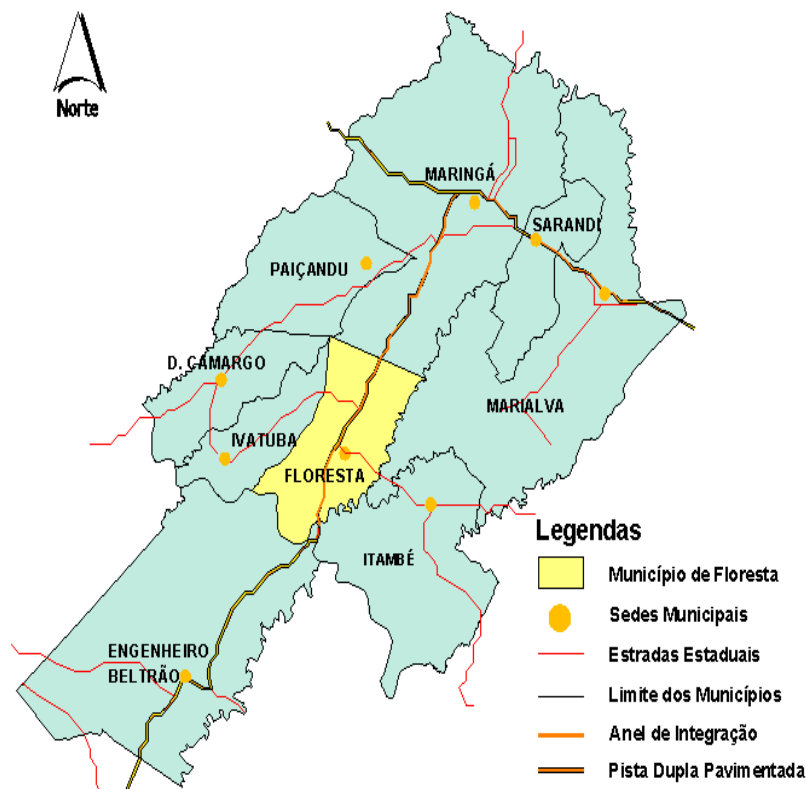 Norte
MARINGÁ
SARANDI
PAIÇANDU
D. CAMARGO
MARIALVA
IVATUBA
FLORESTA
ITAMBÉ
ENGENHEIRO
BELTRÃO
Legendas
Município de Floresta
Sedes Municipais
Estradas Estaduais
Limite dos Municípios
Anel de Integração
Pista Dupla Pavimentada